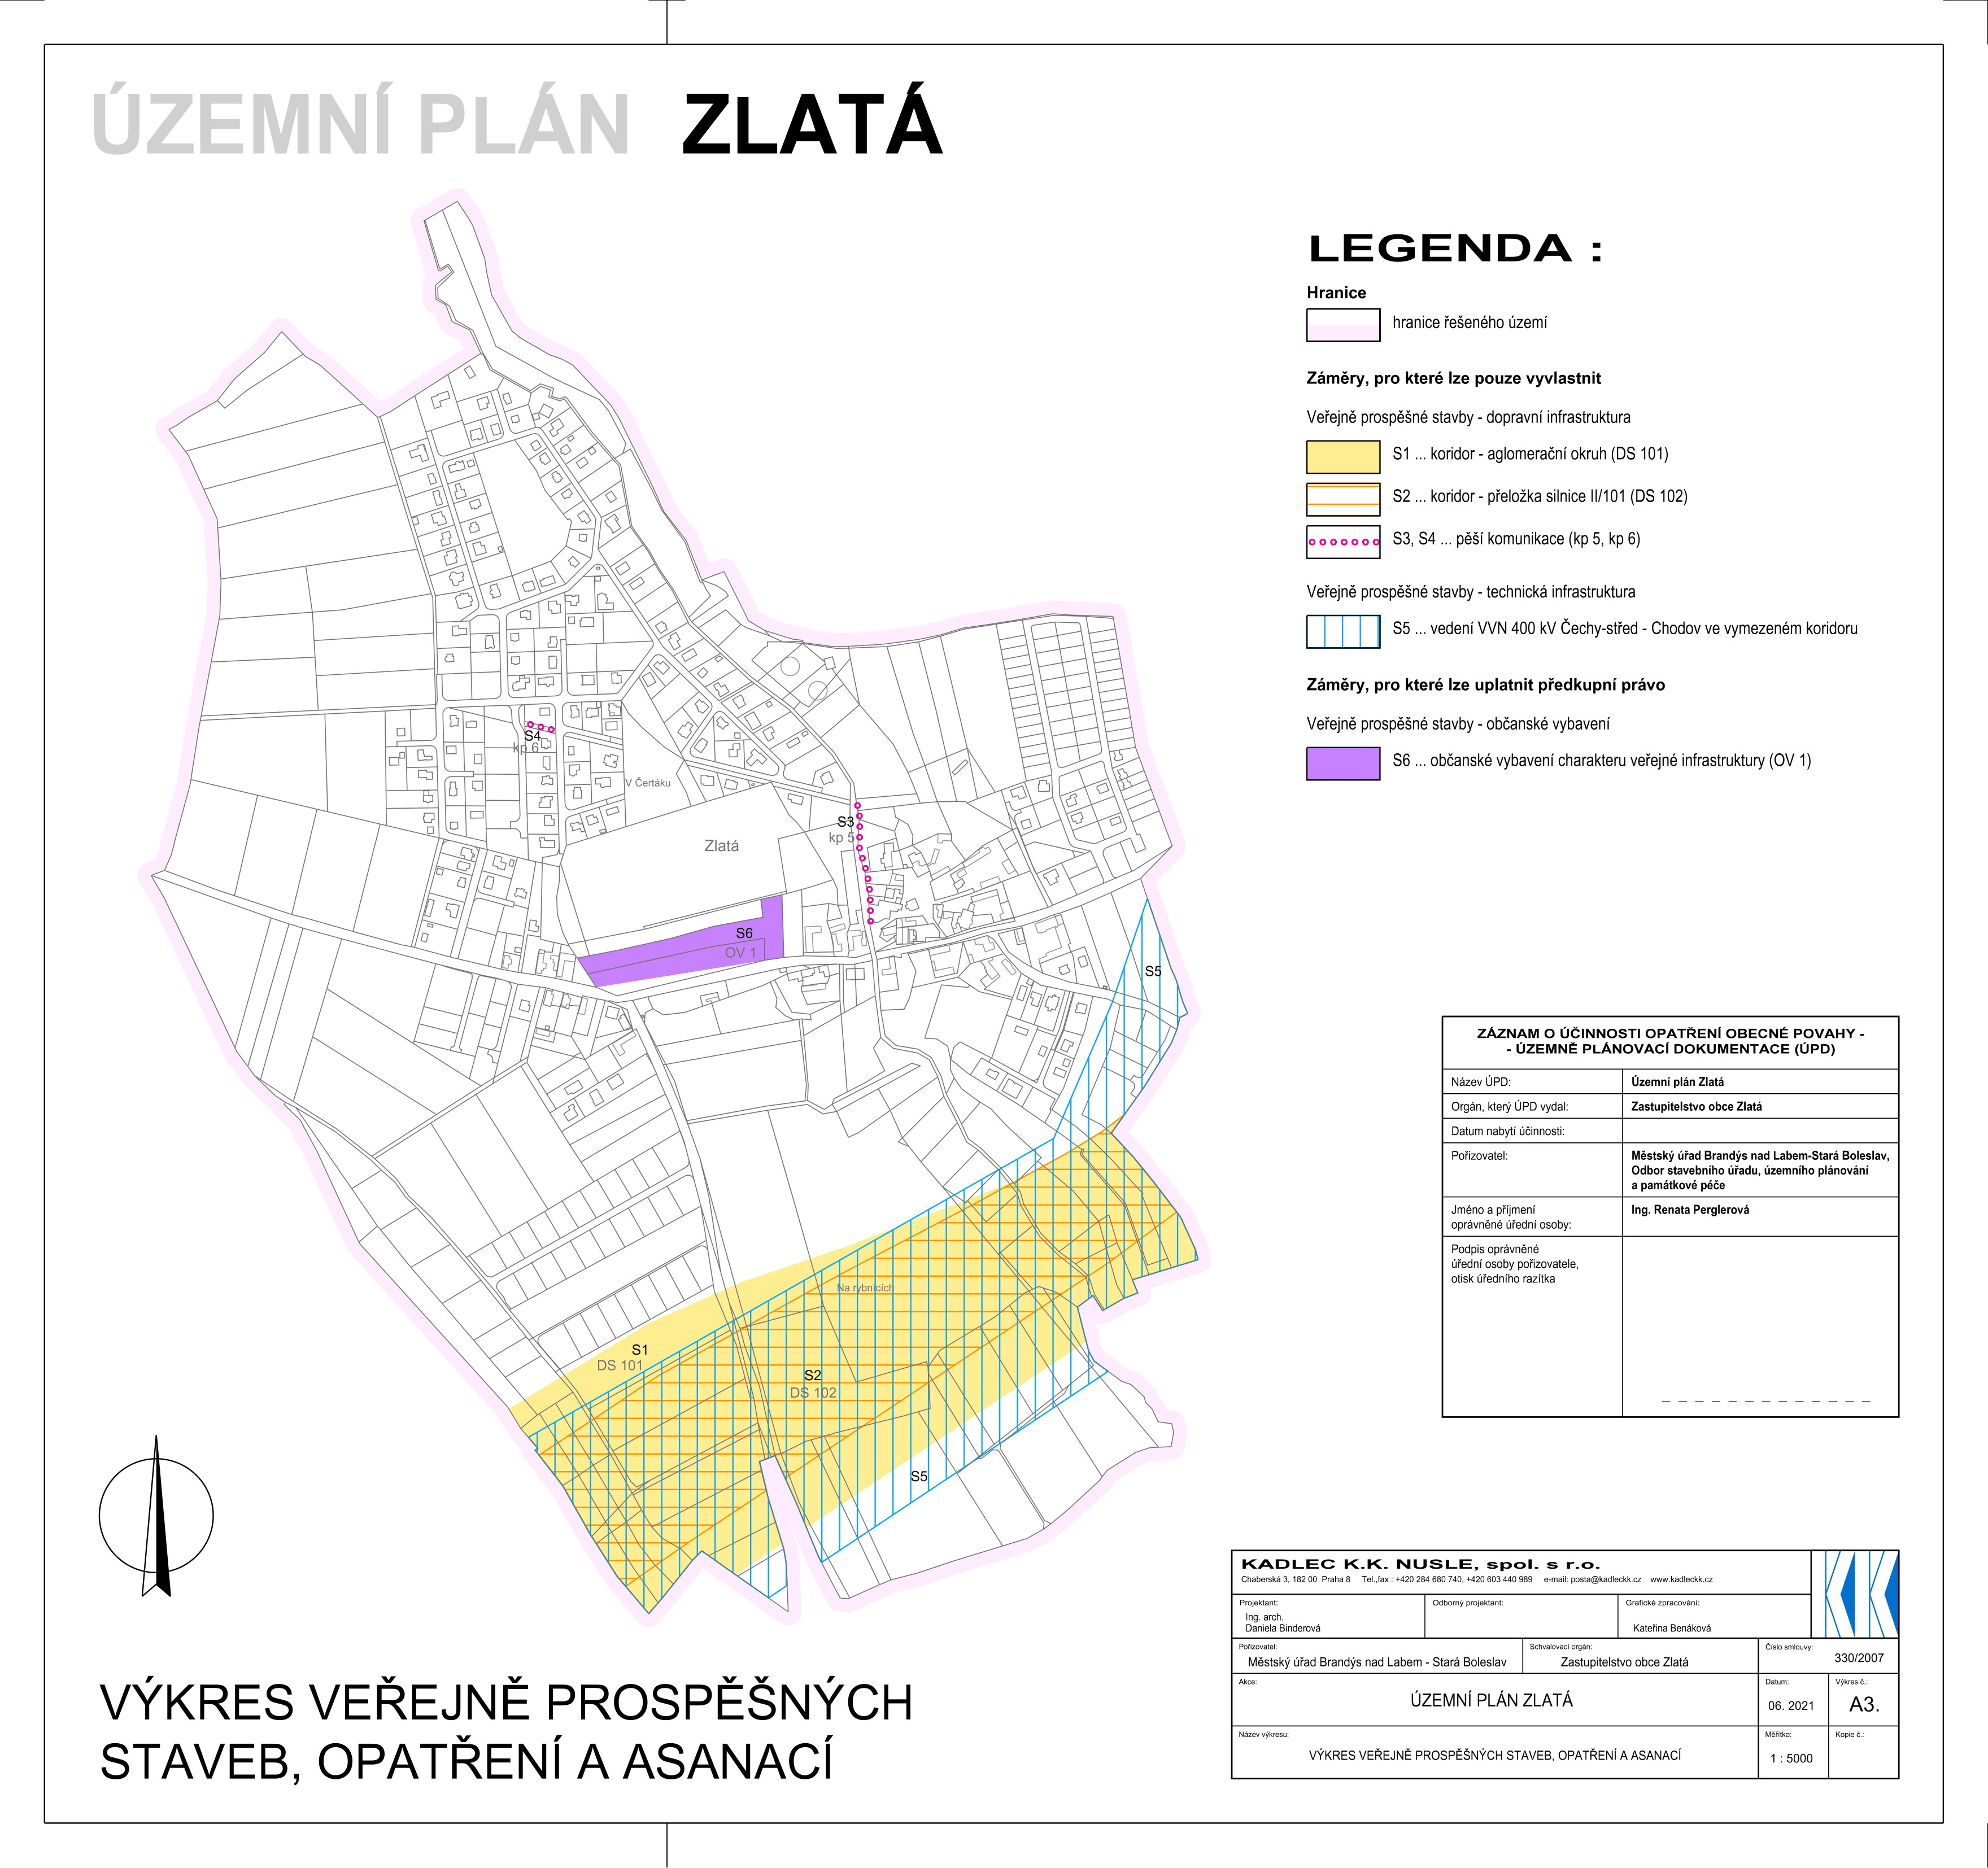 ÚZEMNÍ PLÁN ZLATÁ
LEGENDA :
Hranice
hranice řešeného území
Záměry, pro které lze pouze vyvlastnit
Veřejně prospěšné stavby - dopravní infrastruktura
S1 ... koridor - aglomerační okruh (DS 101)
S2 ... koridor - přeložka silnice II/101 (DS 102)
S3, S4 ... pěší komunikace (kp 5, kp 6)
Veřejně prospěšné stavby - technická infrastruktura
S5 ... vedení VVN 400 kV Čechy-střed - Chodov ve vymezeném koridoru
Záměry, pro které lze uplatnit předkupní právo
Veřejně prospěšné stavby - občanské vybavení
S6 ... občanské vybavení charakteru veřejné infrastruktury (OV 1)
S4
kp 6
V Čertáku
S3
kp 5
Zlatá
S6
OV 1
S5
Na rybnících
S1
DS 101
S2
DS 102
S5
ZÁZNAM O ÚČINNOSTI OPATŘENÍ OBECNÉ POVAHY -
- ÚZEMNĚ PLÁNOVACÍ DOKUMENTACE (ÚPD)
Název ÚPD: Územní plán Zlatá
Orgán, který ÚPD vydal: Zastupitelstvo obce Zlatá
Datum nabytí účinnosti:
Pořizovatel: Městský úřad Brandýs nad Labem-Stará Boleslav,
Odbor stavebního úřadu, územního plánování
a památkové péče
Jméno a příjmení Ing. Renata Perglerová
oprávněné úřední osoby:
Podpis oprávněné
úřední osoby pořizovatele,
otisk úředního razítka
VÝKRES VEŘEJNĚ PROSPĚŠNÝCH
STAVEB, OPATŘENÍ A ASANACÍ
KADLEC K.K. NUSLE, spol. s r.o.
Chaberská 3, 182 00 Praha 8 Tel.,fax : +420 284 680 740, +420 603 440 989 e-mail: posta@kadleckk.cz www.kadleckk.cz
Projektant: Odborný projektant: Grafické zpracování:
Ing. arch.
Daniela Binderová Kateřina Benáková
Pořizovatel: Schvalovací orgán: Číslo smlouvy:
Městský úřad Brandýs nad Labem - Stará Boleslav Zastupitelstvo obce Zlatá 330/2007
Akce: Datum: Výkres č.:
ÚZEMNÍ PLÁN ZLATÁ 06. 2021 A3.
Název výkresu: Měřítko: Kopie č.:
VÝKRES VEŘEJNĚ PROSPĚŠNÝCH STAVEB, OPATŘENÍ A ASANACÍ 1 : 5000